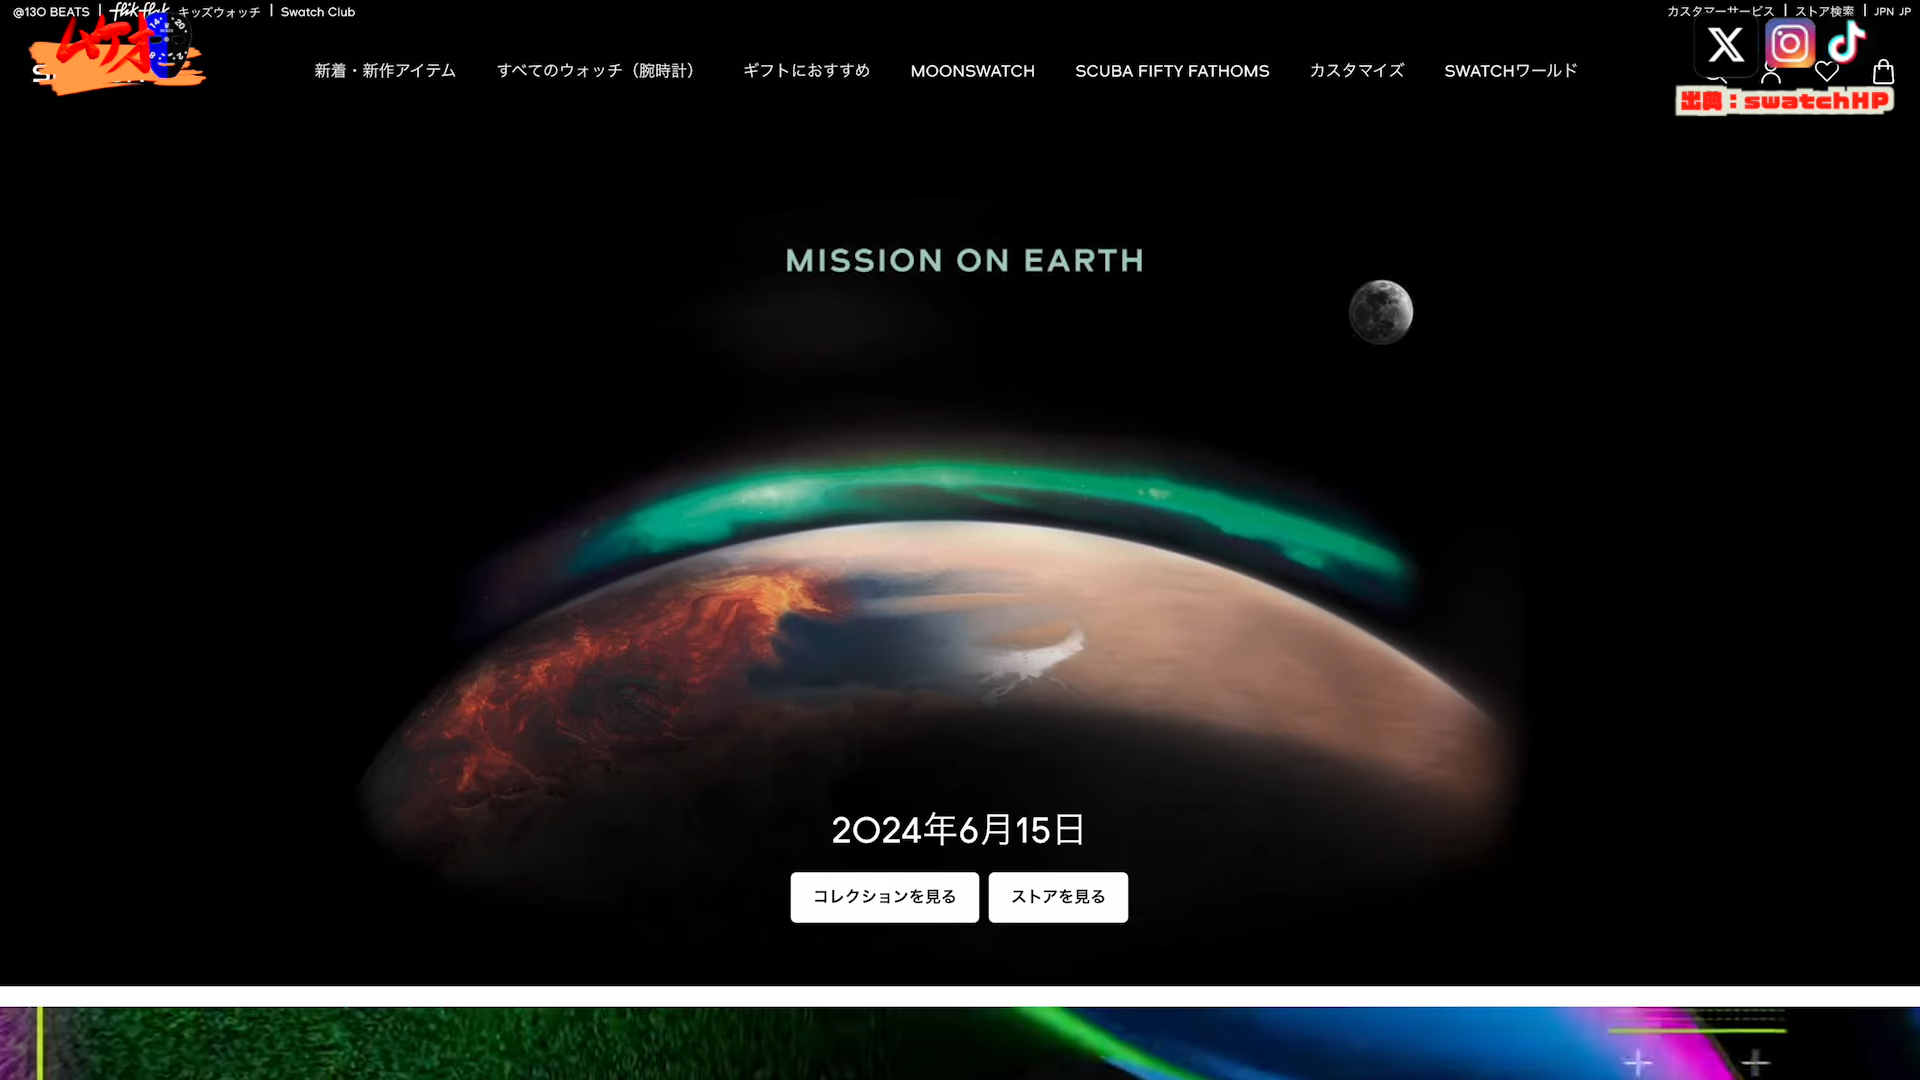 @130 BEATS
flik flak キッズウォッチ
Swatch Club
カスタマーサービス
ストア検索
JPN JP
ムケオ
新着・新作アイテム
すべてのウォッチ（腕時計）
ギフトにおすすめ
MOONSWATCH
SCUBA FIFTY FATHOMS
カスタマイズ
SWATCHワールド
出典：swatchHP
MISSION ON EARTH
2024年6月15日
コレクションを見る
ストアを見る